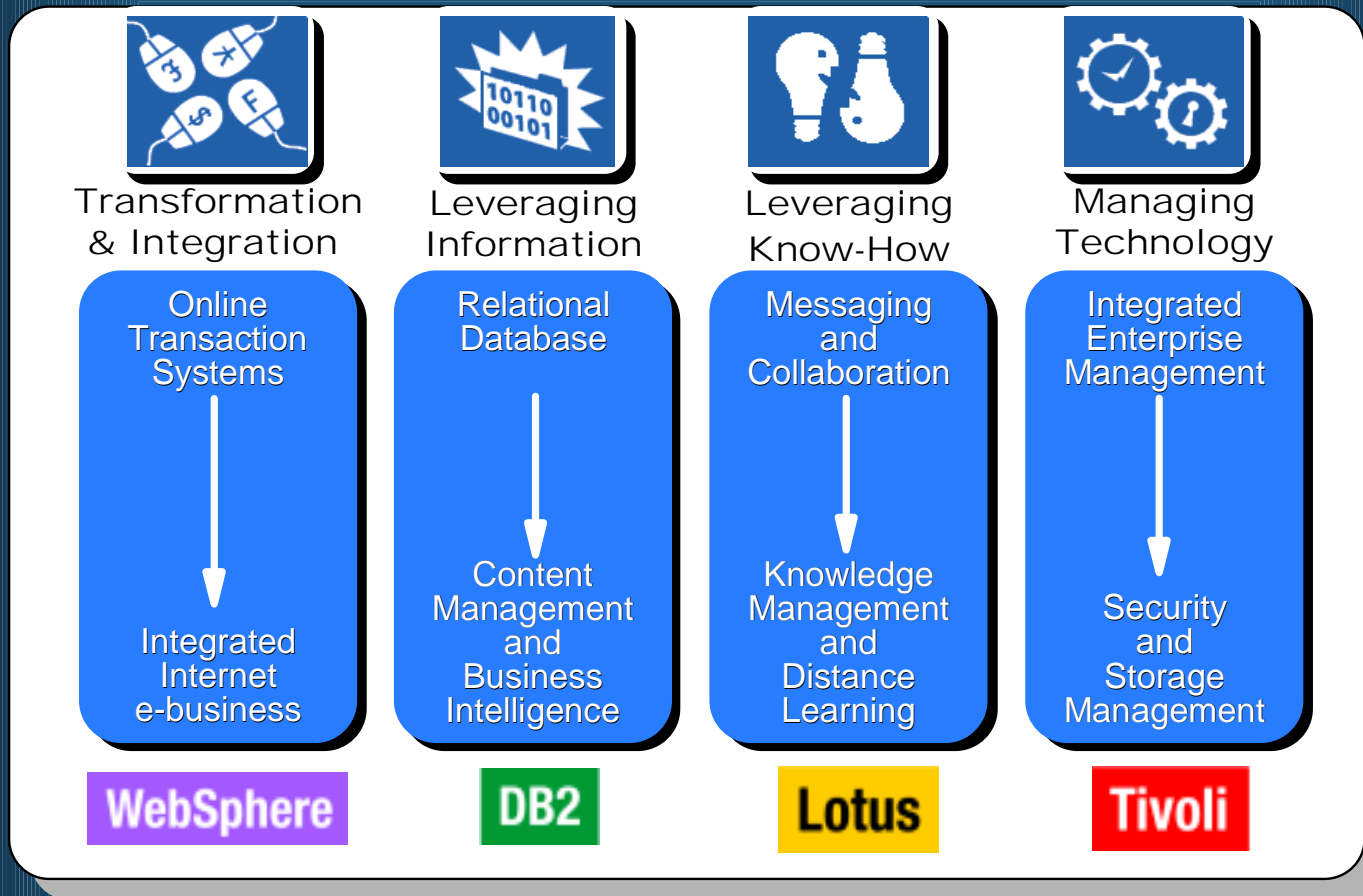 £
¥
$
F
10110
00101
Transformation
& Integration
Leveraging
Information
Leveraging
Know-How
Managing
Technology
Online
Transaction
Systems
Integrated
Internet
e-business
Relational
Database
Content
Management
and
Business
Intelligence
Messaging
and
Collaboration
Knowledge
Management
and
Distance
Learning
Integrated
Enterprise
Management
Security
and
Storage
Management
WebSphere
DB2
Lotus
Tivoli